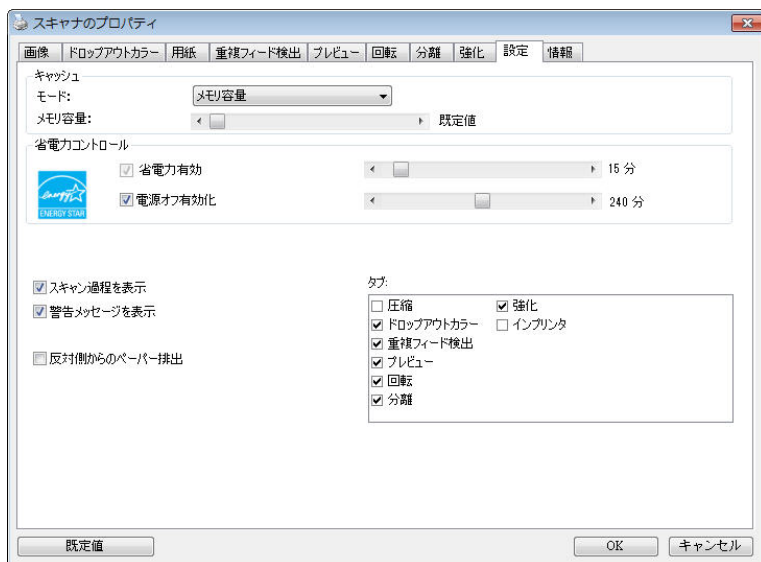 スキャナのプロパティ
画像 ドロップアウトカラー 用紙 重複フィード検出 プレビュー 回転 分離 強化 設定 情報
キャッシュ
モード: メモリ容量
メモリ容量: 既定値
省電力コントロール
省電力有効 15 分
energy
ENERGY STAR
電源オフ有効化 240 分
スキャン過程を表示
警告メッセージを表示
反対側からのペーパー排出
タブ:
圧縮 強化
ドロップアウトカラー インプリンタ
重複フィード検出
プレビュー
回転
分離
既定値 OK キャンセル